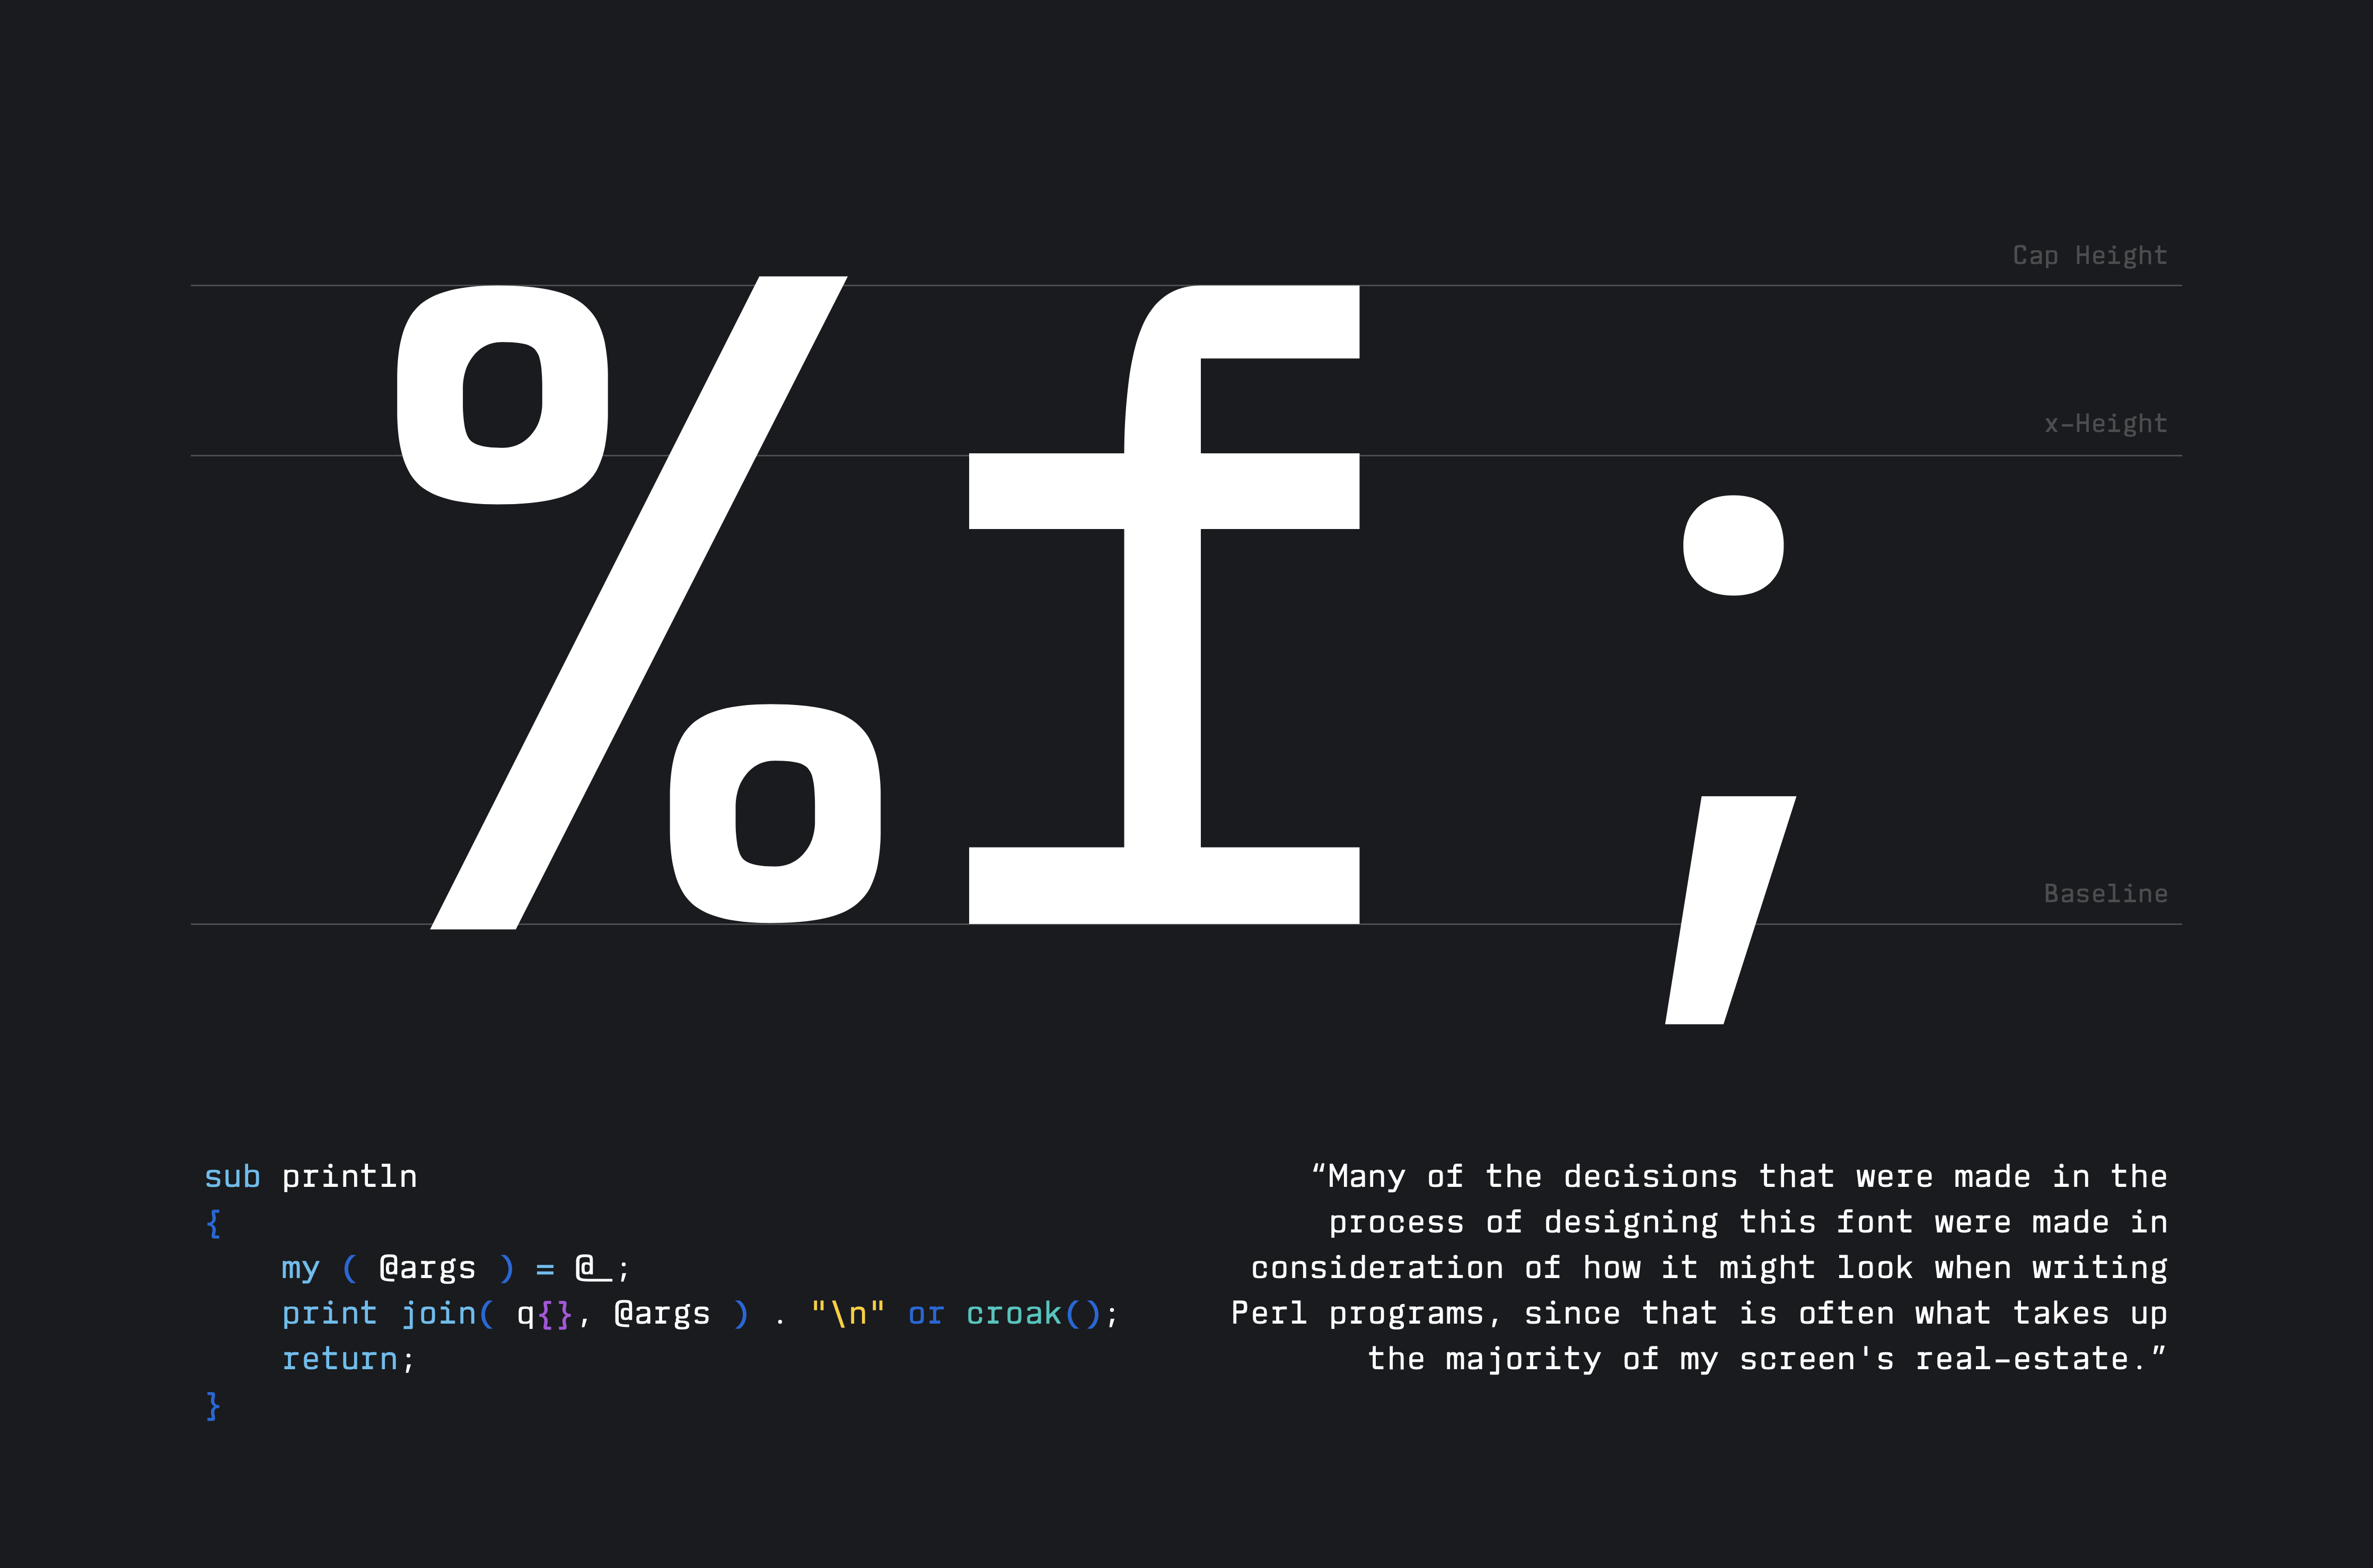 Cap Height
x-Height
%f ;
Baseline
sub println
{
    my ( @args ) = @_;
    print join( q{}, @args ) . "\n" or croak();
    return;
}
“Many of the decisions that were made in the
process of designing this font were made in
consideration of how it might look when writing
Perl programs, since that is often what takes up
the majority of my screen's real-estate.”